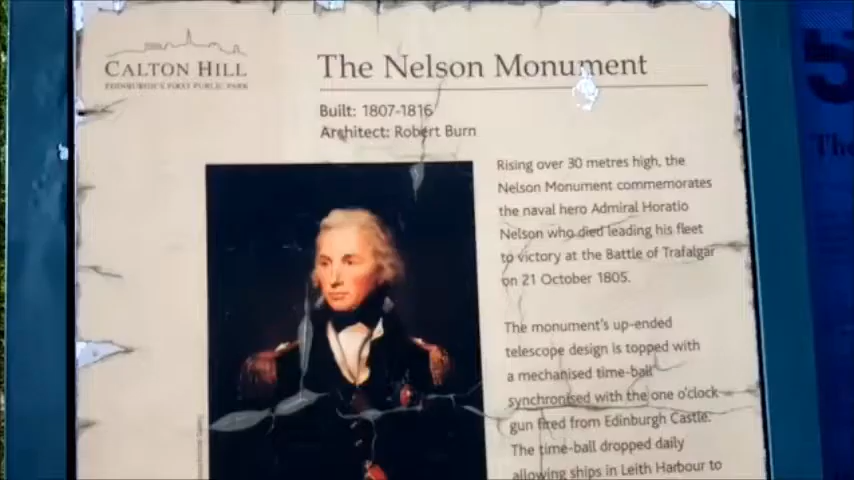 CALTON HILL
EDINBURGH'S FIRST PUBLIC PARK
The Nelson Monument
Built: 1807-1816
Architect: Robert Burn
Rising over 30 metres high, the
Nelson Monument commemorates
the naval hero Admiral Horatio
Nelson who died leading his fleet
to victory at the Battle of Trafalgar
on 21 October 1805.
The monument's up-ended
telescope design is topped with
a mechanised time-ball
synchronised with the one o'clock
gun fired from Edinburgh Castle.
The time-ball dropped daily
allowing ships in Leith Harbour to
5
The